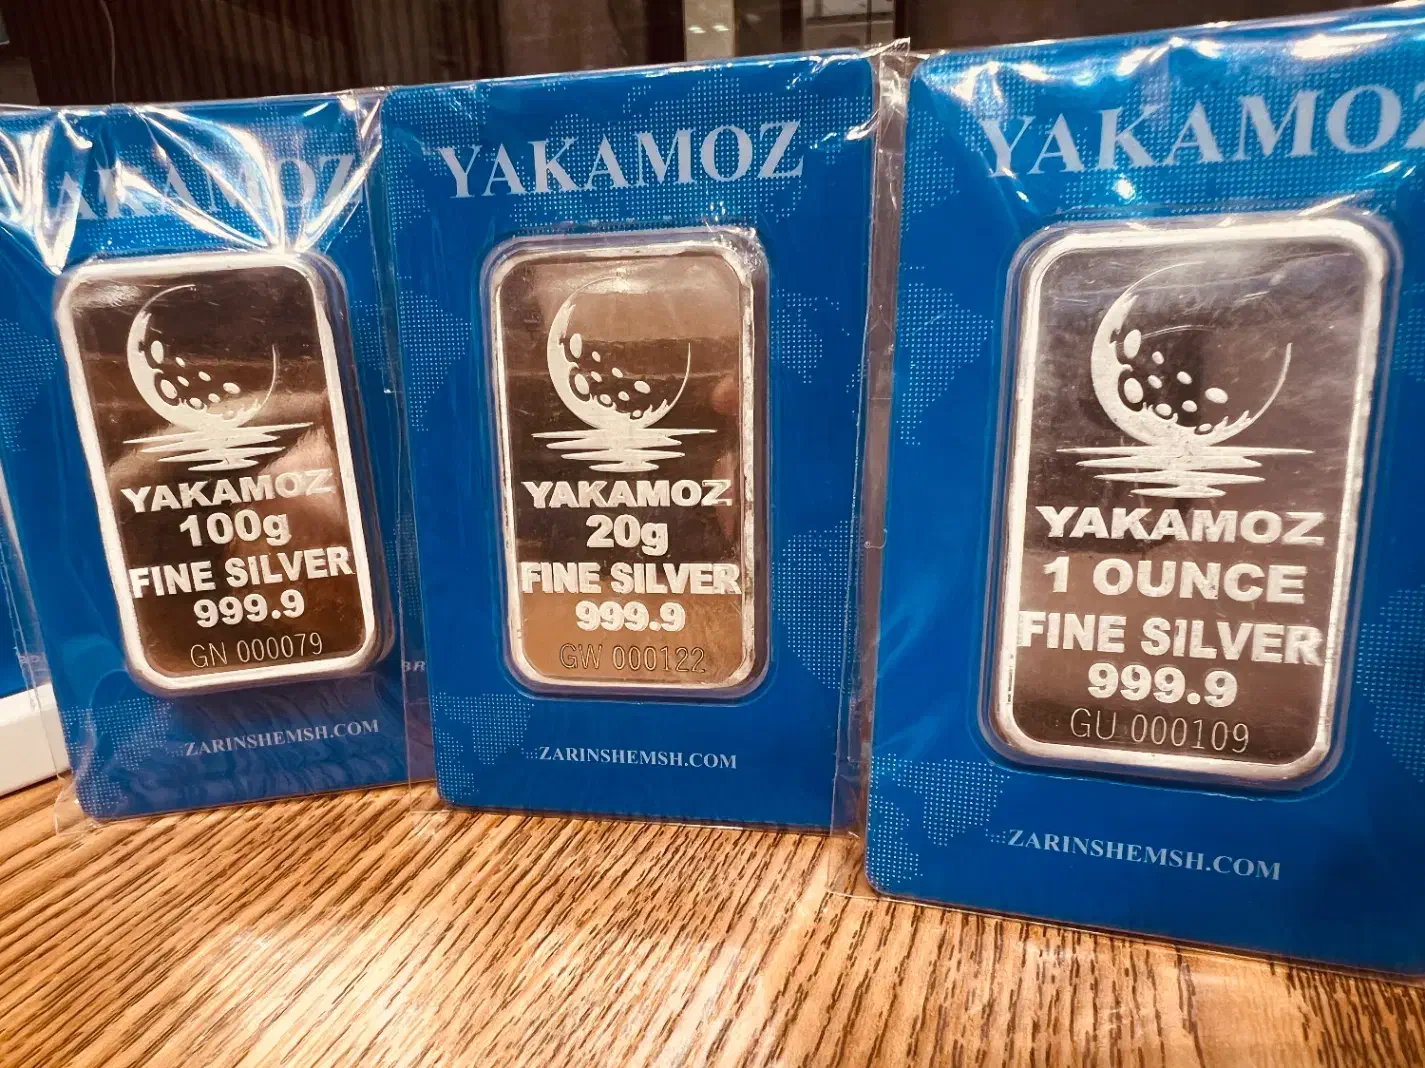 YAKAMOZ
YAKAMOZ
100g
FINE SILVER
999.9
GN 000079
ZARINSHEMSH.COM
YAKAMOZ
YAKAMOZ
20g
FINE SILVER
999.9
GW 000122
ZARINSHEMSH.COM
YAKAMOZ
YAKAMOZ
1 OUNCE
FINE SILVER
999.9
GU 000109
ZARINSHEMSH.COM